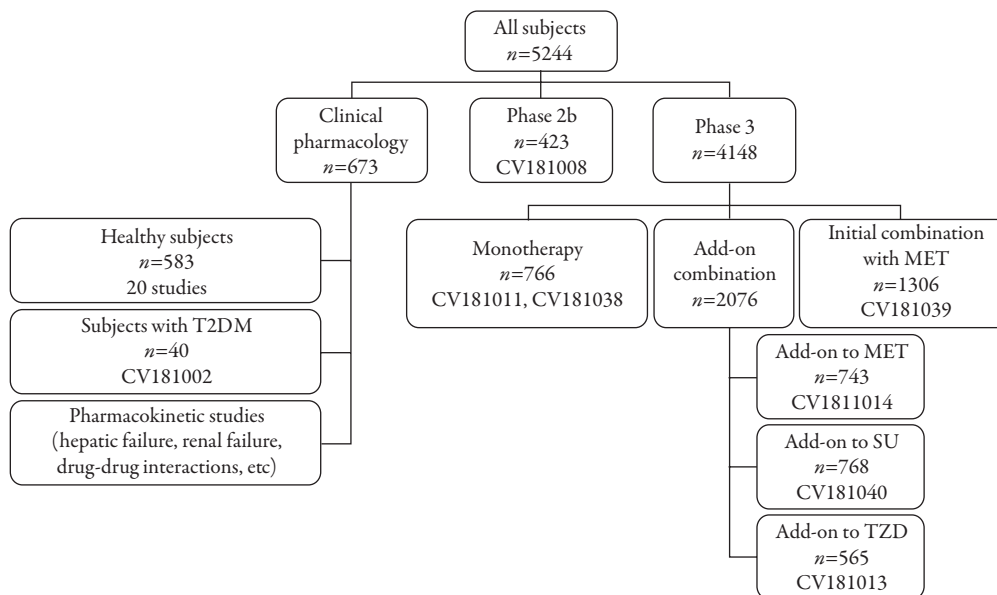 All subjects
n=5244
Clinical
pharmacology
n=673
Phase 2b
n=423
CV181008
Phase 3
n=4148
Healthy subjects
n=583
20 studies
Subjects with T2DM
n=40
CV181002
Pharmacokinetic studies
(hepatic failure, renal failure,
drug-drug interactions, etc)
Monotherapy
n=766
CV181011, CV181038
Add-on
combination
n=2076
Initial combination
with MET
n=1306
CV181039
Add-on to MET
n=743
CV1811014
Add-on to SU
n=768
CV181040
Add-on to TZD
n=565
CV181013